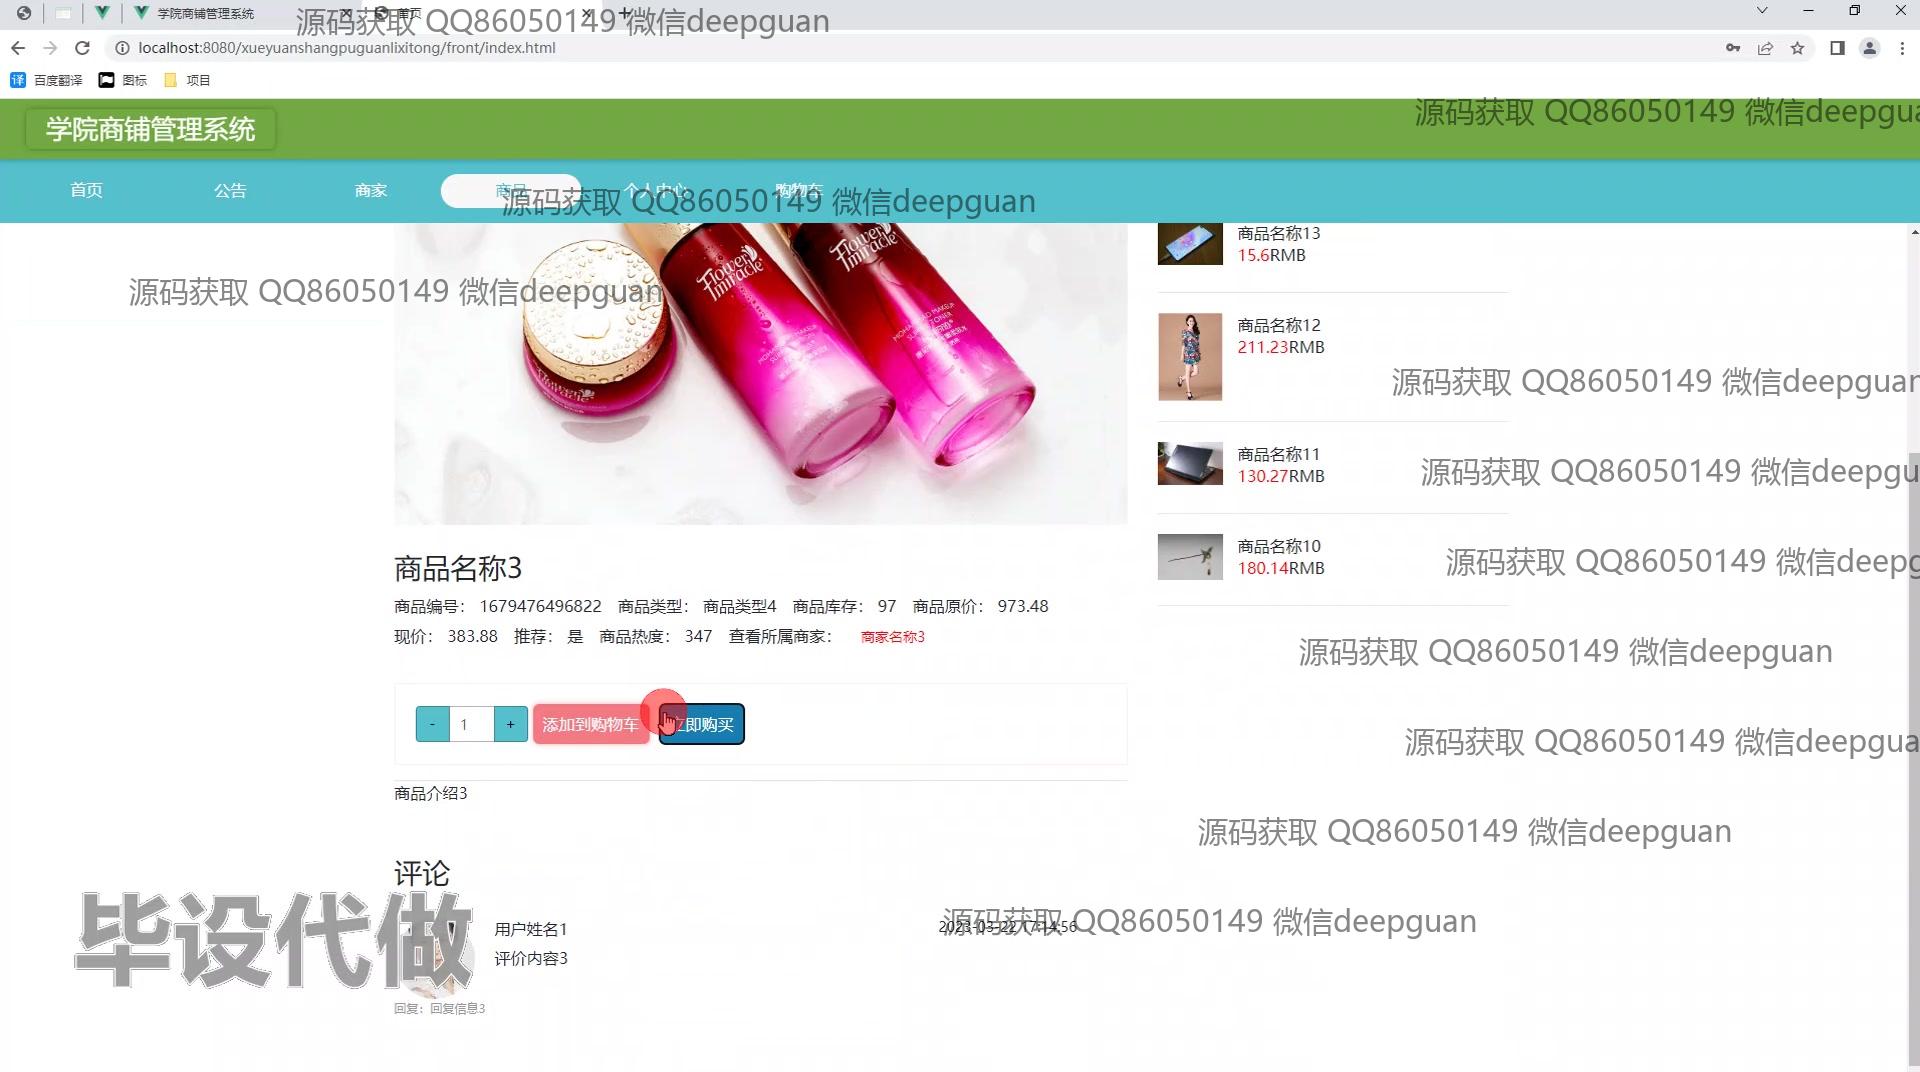 学院商铺管理系统
首页
源码获取 QQ86050149 微信deepguan
localhost:8080/xueyuanshangpuguanlixitong/front/index.html
百度翻译 图标 项目
学院商铺管理系统
源码获取 QQ86050149 微信deepgua
首页 公告 商家 商品 个人中心 购物车
源码获取 QQ86050149 微信deepguan
源码获取 QQ86050149 微信deepguan
Flower miracle
Flower miracle
商品名称13
15.6RMB
商品名称12
211.23RMB
源码获取 QQ86050149 微信deepguan
商品名称11
130.27RMB
源码获取 QQ86050149 微信deepgu
商品名称10
180.14RMB
源码获取 QQ86050149 微信deepg
商品名称3
商品编号： 1679476496822 商品类型： 商品类型4 商品库存： 97 商品原价： 973.48
现价： 383.88 推荐： 是 商品热度： 347 查看所属商家： 商家名称3
源码获取 QQ86050149 微信deepguan
- 1 + 添加到购物车 立即购买
源码获取 QQ86050149 微信deepgua
商品介绍3
源码获取 QQ86050149 微信deepguan
评论
毕设代做
用户姓名1
2023-03-22 17:14:56
源码获取 QQ86050149 微信deepguan
评价内容3
回复：回复信息3